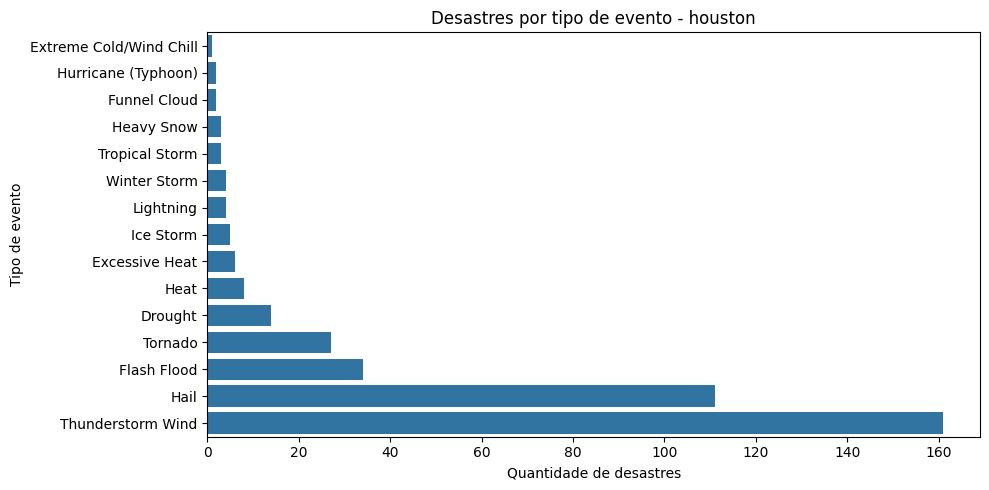 Desastres por tipo de evento - houston
Tipo de evento
Extreme Cold/Wind Chill
Hurricane (Typhoon)
Funnel Cloud
Heavy Snow
Tropical Storm
Winter Storm
Lightning
Ice Storm
Excessive Heat
Heat
Drought
Tornado
Flash Flood
Hail
Thunderstorm Wind
0 20 40 60 80 100 120 140 160
Quantidade de desastres